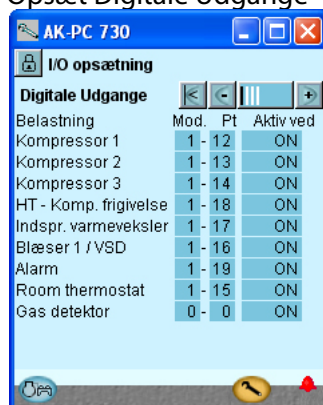 Opsæt Digitale Udgange
AK-PC 730
I/O opsætning
Digitale Udgange
Belastning Mod. Pt Aktiv ved
Kompressor 1 1 - 12 ON
Kompressor 2 1 - 13 ON
Kompressor 3 1 - 14 ON
HT - Komp. frigivelse 1 - 18 ON
Indspr. varmeveksler 1 - 17 ON
Blæser 1 / VSD 1 - 16 ON
Alarm 1 - 19 ON
Room thermostat 1 - 15 ON
Gas detektor 0 - 0 ON